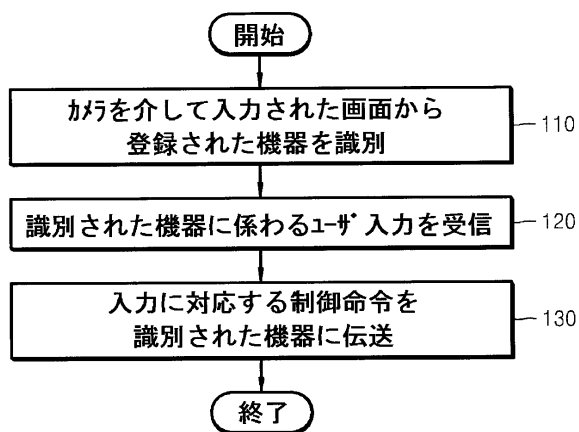 開始
ｶﾒﾗを介して入力された画面から
登録された機器を識別
110
識別された機器に係わるﾕｰｻﾞ入力を受信
120
入力に対応する制御命令を
識別された機器に伝送
130
終了